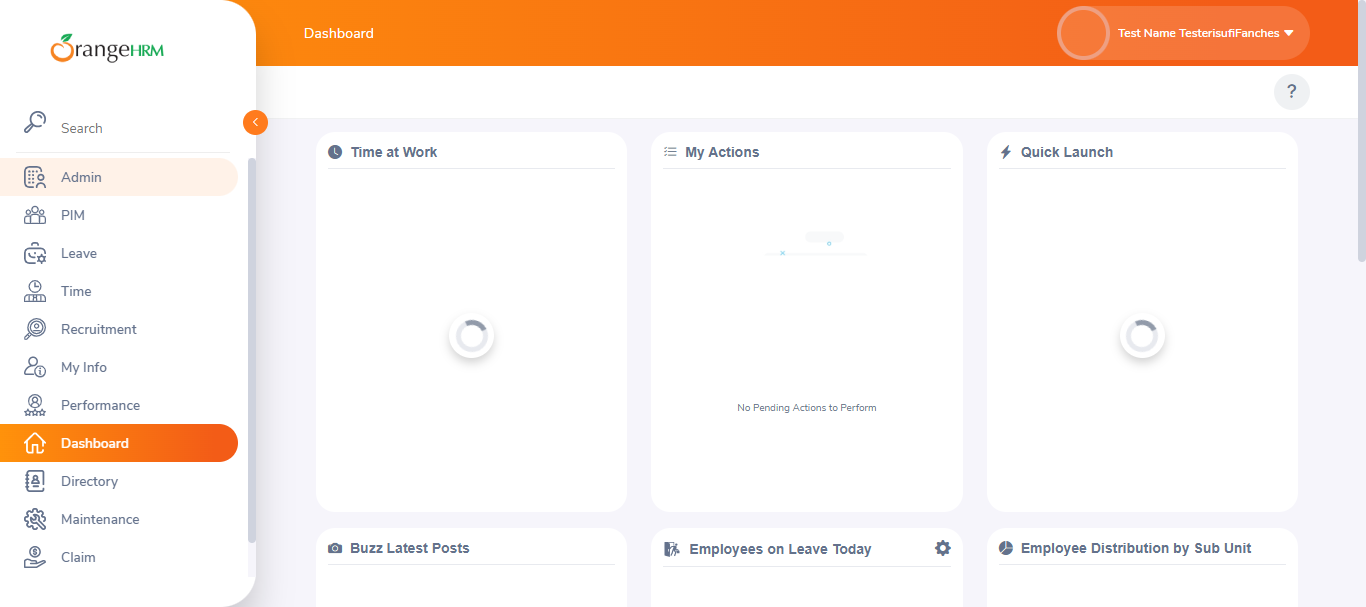 OrangeHRM
Dashboard
Test Name TesterisufiFanches
Search
?
Admin
PIM
Leave
Time
Recruitment
My Info
Performance
Dashboard
Directory
Maintenance
Claim
Time at Work
My Actions
No Pending Actions to Perform
Quick Launch
Buzz Latest Posts
Employees on Leave Today
Employee Distribution by Sub Unit